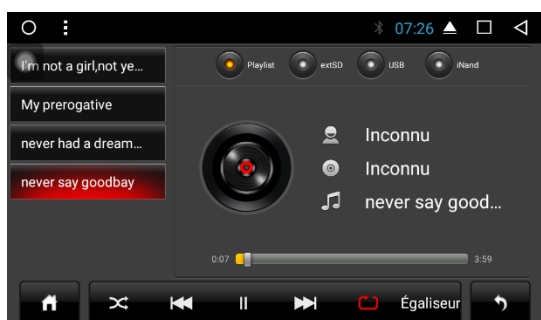 07:26
I'm not a girl,not ye...
My prerogative
never had a dream...
never say goodbay
Playlist extSD USB iNand
Inconnu
Inconnu
never say good...
0:07 3:59
Égaliseur